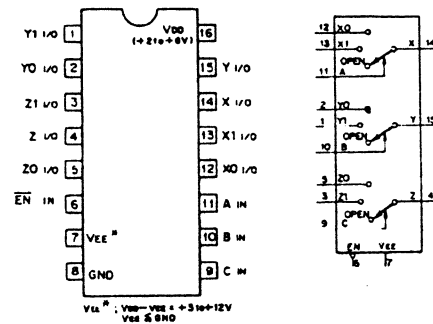 Y1 I/O 1
Y0 I/O 2
Z1 I/O 3
Z I/O 4
Z0 I/O 5
EN IN 6
7 VEE*
8 GND
VDD 16
(+2 to +6V)
15 Y I/O
14 X I/O
13 X1 I/O
12 X0 I/O
11 A IN
10 B IN
9 C IN
VEE* ; VDD-VEE = +3 to +12V
VEE ≦ GND
12 X0
13 X1 X 14
OPEN
11 A
2 Y0
1 Y1 Y 15
OPEN
10 B
5 Z0
3 Z1 Z 4
OPEN
9 C
EN VEE
6 7